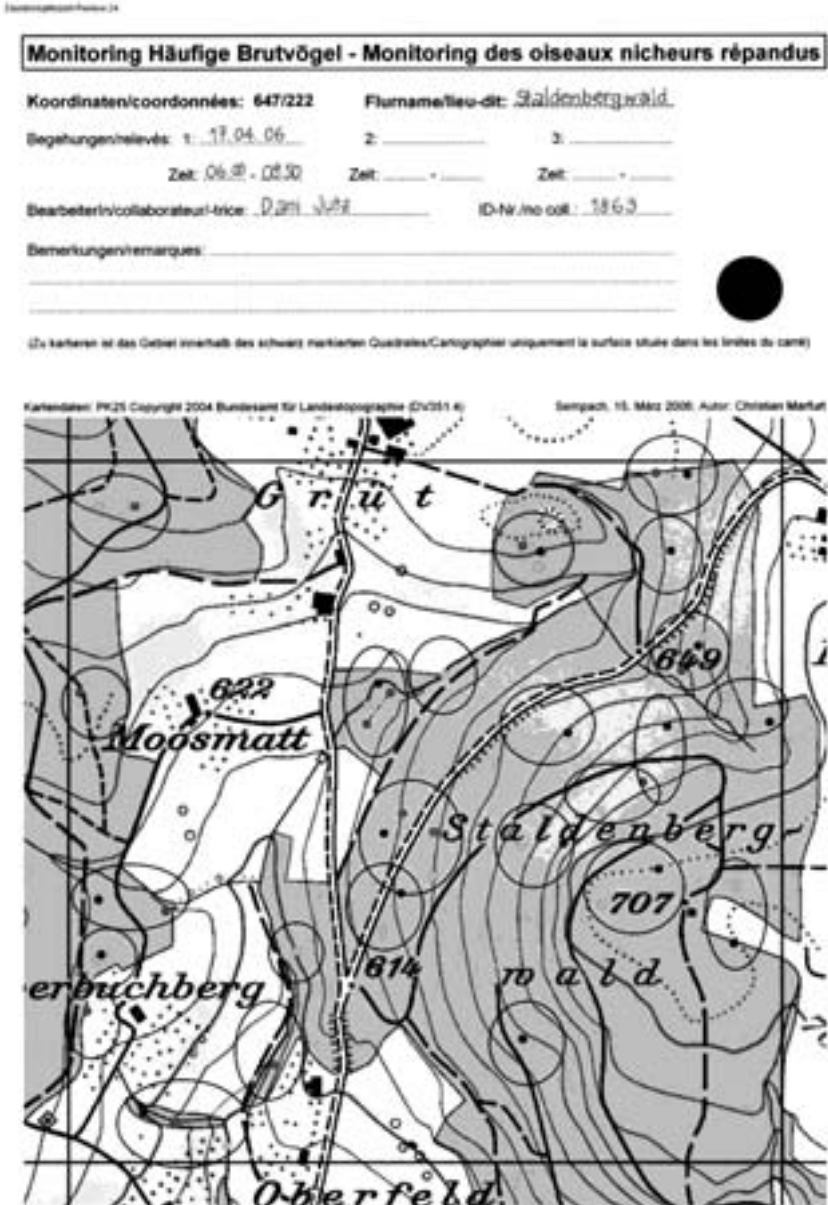 Monitoring Häufige Brutvögel - Monitoring des oiseaux nicheurs répandus
Koordinaten/coordonnées: 647/222 Flurname/lieu-dit: Staldenbergwald
Begehungen/relevés: 1: 17.04.06 2: 3:
Zeit: 06.00 - 08.30 Zeit: - Zeit: -
Bearbeiter/in/collaborateur/-trice: Dani Jutz ID-Nr./no coll.: 1863
Bemerkungen/remarques:
(Zu kartieren ist das Gebiet innerhalb des schwarz markierten Quadrates/Cartographier uniquement la surface située dans les limites du carré)
Kartendaten: PK25 Copyright 2004 Bundesamt für Landestopographie (DV351.4) Sempach, 15. März 2006; Autor: Christian Marfurt
Grüt
649
622
Moosmatt
Staldenberg-
707
614
wald
erbuchberg
Oberfeld